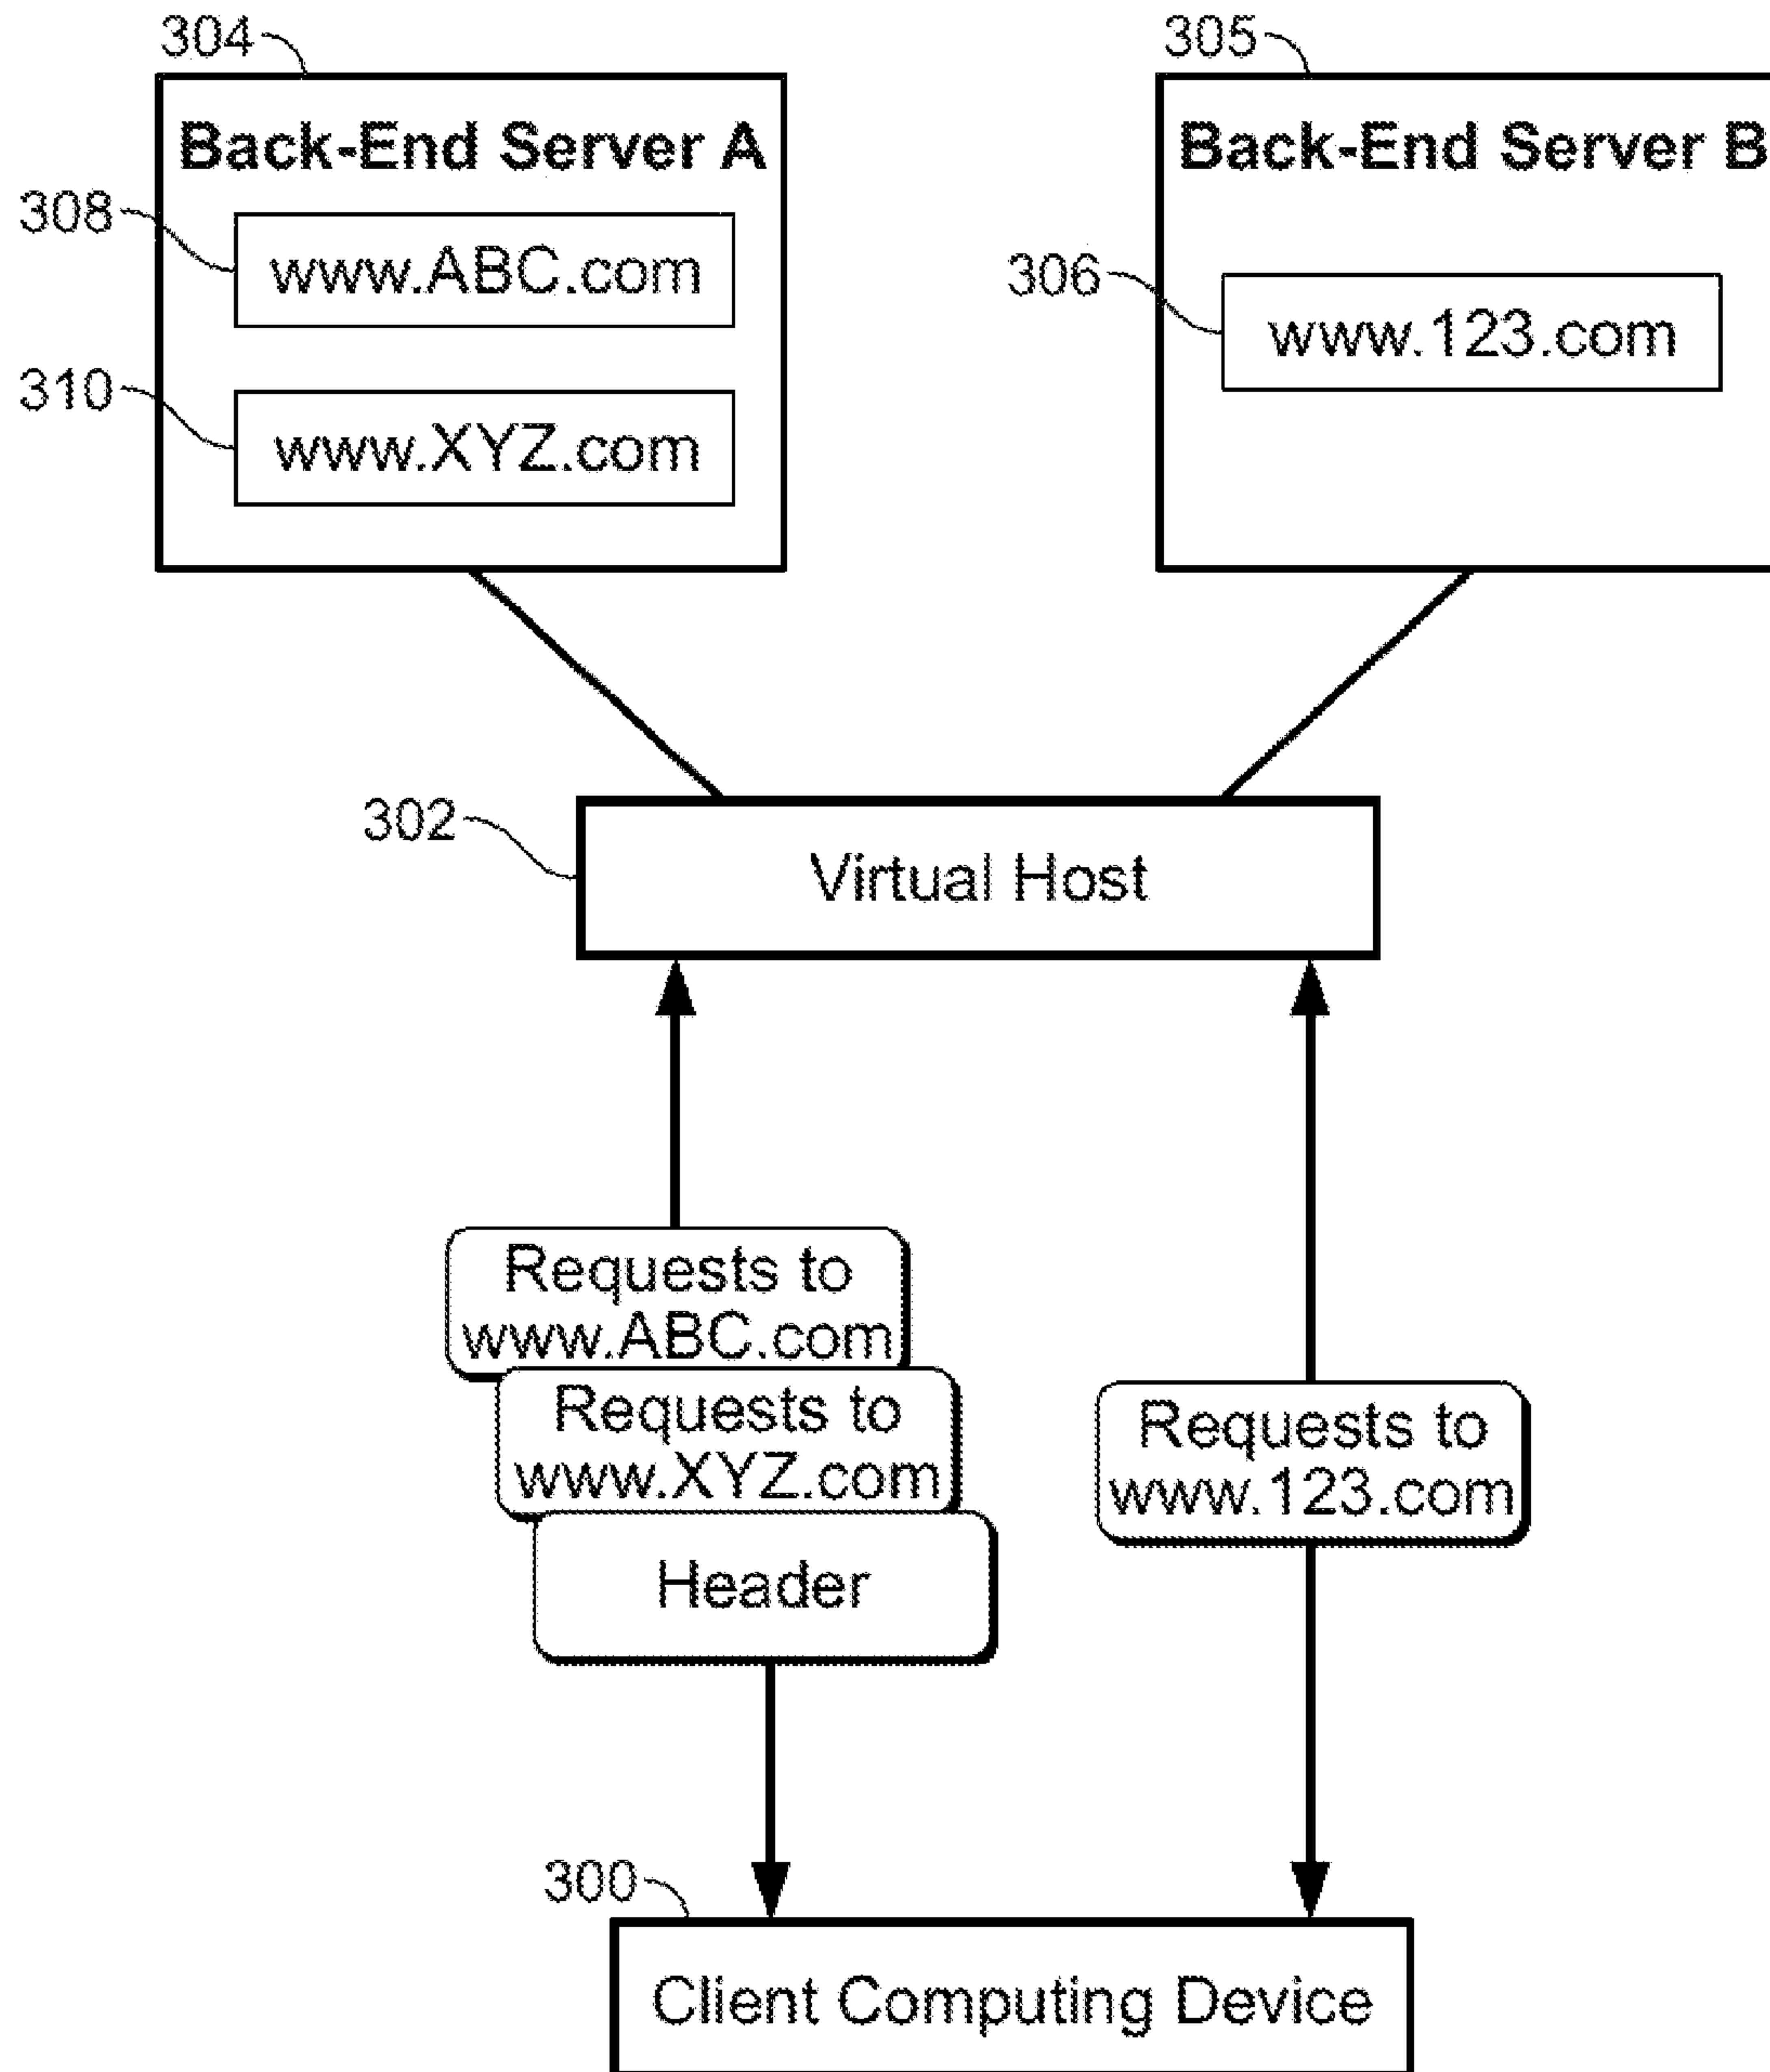 304
305
Back-End Server A
Back-End Server B
308
www.ABC.com
306
www.123.com
310
www.XYZ.com
302
Virtual Host
Requests to
www.ABC.com
Requests to
www.XYZ.com
Header
Requests to
www.123.com
300
Client Computing Device